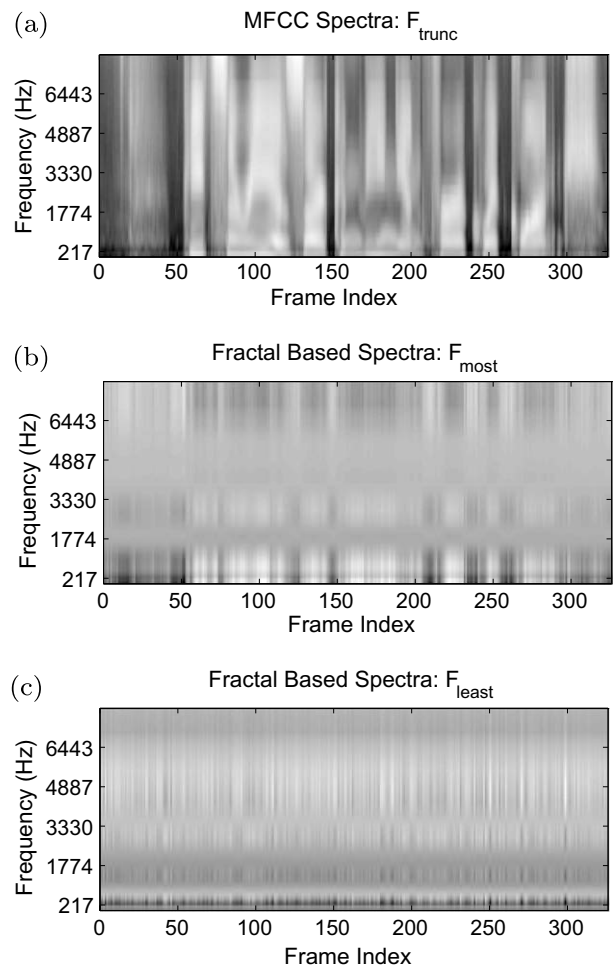 (a)
MFCC Spectra: F_trunc
Frequency (Hz)
6443
4887
3330
1774
217
0 50 100 150 200 250 300
Frame Index
(b)
Fractal Based Spectra: F_most
Frequency (Hz)
6443
4887
3330
1774
217
0 50 100 150 200 250 300
Frame Index
(c)
Fractal Based Spectra: F_least
Frequency (Hz)
6443
4887
3330
1774
217
0 50 100 150 200 250 300
Frame Index